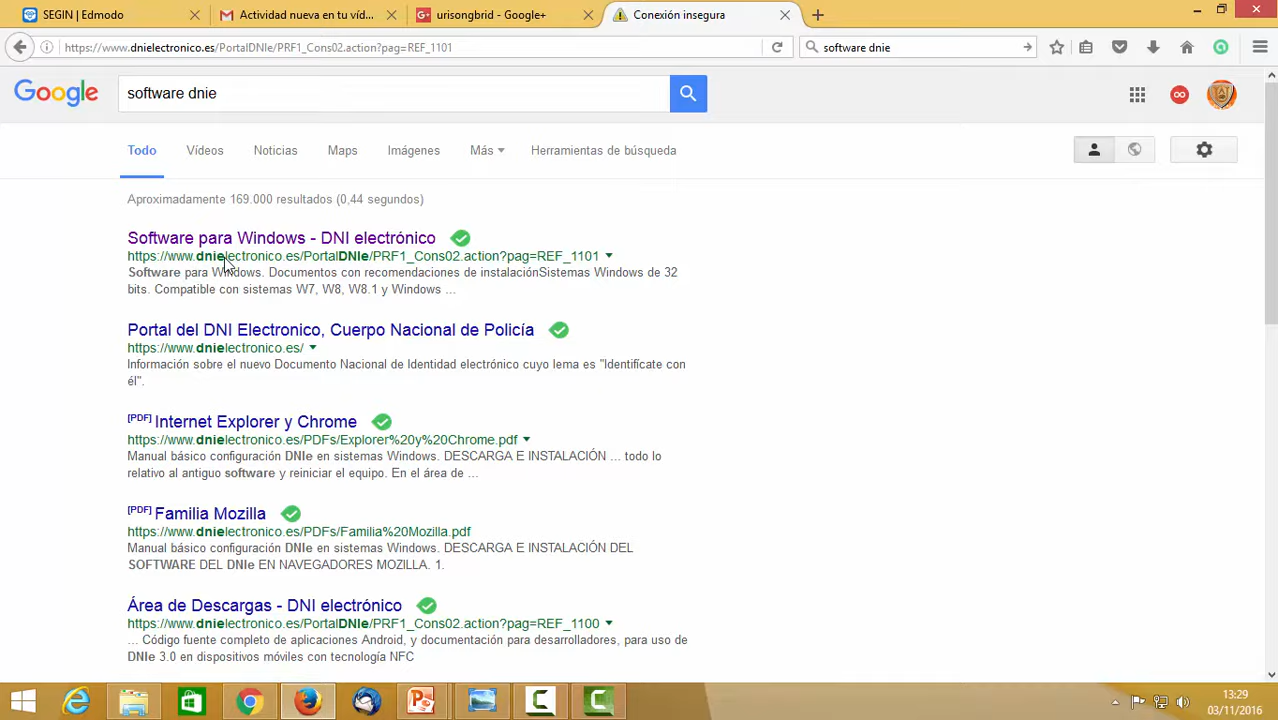 SEGIN | Edmodo
Actividad nueva en tu víd...
urisongbrid - Google+
Conexión insegura
https://www.dnielectronico.es/PortalDNIe/PRF1_Cons02.action?pag=REF_1101
software dnie
Google
software dnie
Todo
Vídeos
Noticias
Maps
Imágenes
Más
Herramientas de búsqueda
Aproximadamente 169.000 resultados (0,44 segundos)
Software para Windows - DNI electrónico
https://www.dnielectronico.es/PortalDNIe/PRF1_Cons02.action?pag=REF_1101
Software para Windows. Documentos con recomendaciones de instalaciónSistemas Windows de 32
bits. Compatible con sistemas W7, W8, W8.1 y Windows ...
Portal del DNI Electronico, Cuerpo Nacional de Policía
https://www.dnielectronico.es/
Información sobre el nuevo Documento Nacional de Identidad electrónico cuyo lema es "Identifícate con
él".
[PDF] Internet Explorer y Chrome
https://www.dnielectronico.es/PDFs/Explorer%20y%20Chrome.pdf
Manual básico configuración DNIe en sistemas Windows. DESCARGA E INSTALACIÓN ... todo lo
relativo al antiguo software y reiniciar el equipo. En el área de ...
[PDF] Familia Mozilla
https://www.dnielectronico.es/PDFs/Familia%20Mozilla.pdf
Manual básico configuración DNIe en sistemas Windows. DESCARGA E INSTALACIÓN DEL
SOFTWARE DEL DNIe EN NAVEGADORES MOZILLA. 1.
Área de Descargas - DNI electrónico
https://www.dnielectronico.es/PortalDNIe/PRF1_Cons02.action?pag=REF_1100
... Código fuente completo de aplicaciones Android, y documentación para desarrolladores, para uso de
DNIe 3.0 en dispositivos móviles con tecnología NFC
13:29
03/11/2016